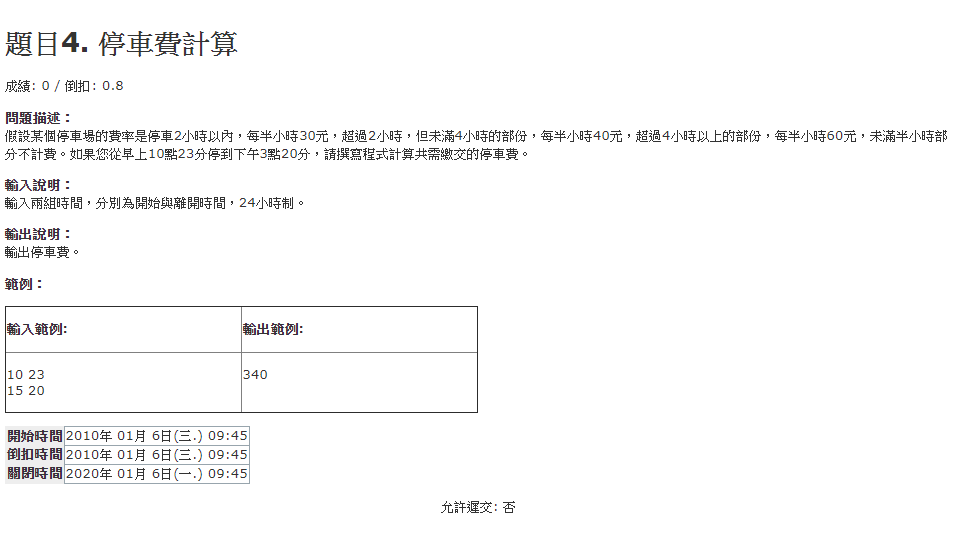 題目4. 停車費計算
成績: 0 / 倒扣: 0.8
問題描述：
假設某個停車場的費率是停車2小時以內，每半小時30元，超過2小時，但未滿4小時的部份，每半小時40元，超過4小時以上的部份，每半小時60元，未滿半小時部
分不計費。如果您從早上10點23分停到下午3點20分，請撰寫程式計算共需繳交的停車費。
輸入說明：
輸入兩組時間，分別為開始與離開時間，24小時制。
輸出說明：
輸出停車費。
範例：
輸入範例: 輸出範例:
10 23 340
15 20
開始時間 2010年 01月 6日(三.) 09:45
倒扣時間 2010年 01月 6日(三.) 09:45
關閉時間 2020年 01月 6日(一.) 09:45
允許遲交: 否